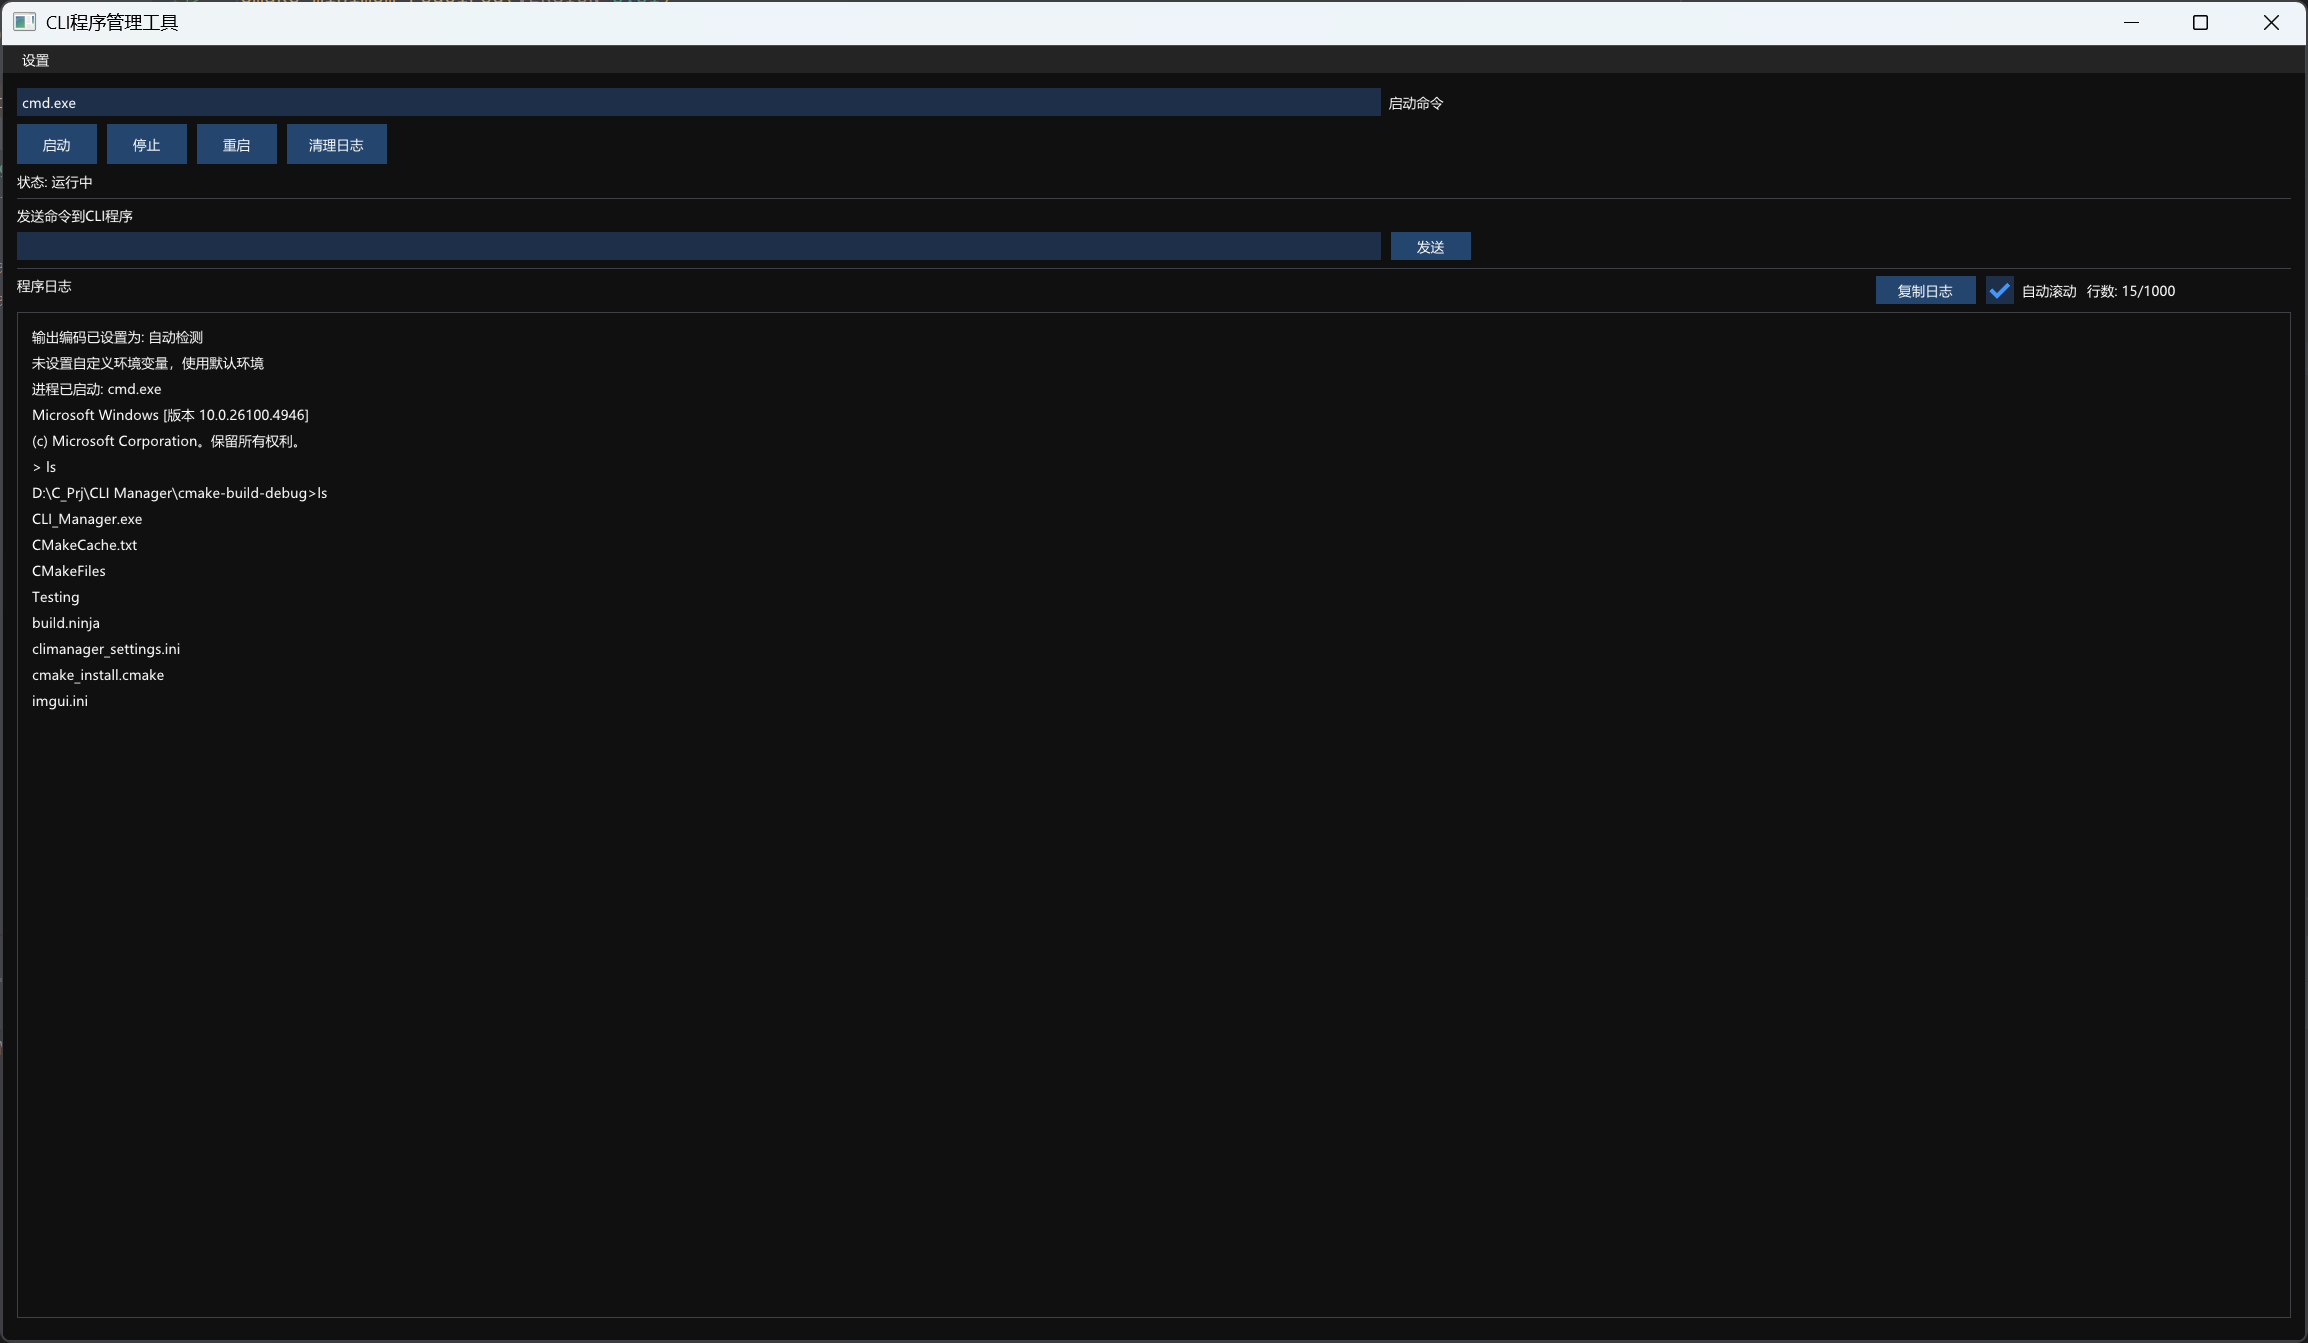 CLI程序管理工具
设置
cmd.exe 启动命令
启动 停止 重启 清理日志
状态: 运行中
发送命令到CLI程序
发送
程序日志 复制日志 自动滚动 行数: 15/1000
输出编码已设置为: 自动检测
未设置自定义环境变量，使用默认环境
进程已启动: cmd.exe
Microsoft Windows [版本 10.0.26100.4946]
(c) Microsoft Corporation。保留所有权利。
> ls
D:\C_Prj\CLI Manager\cmake-build-debug>ls
CLI_Manager.exe
CMakeCache.txt
CMakeFiles
Testing
build.ninja
climanager_settings.ini
cmake_install.cmake
imgui.ini